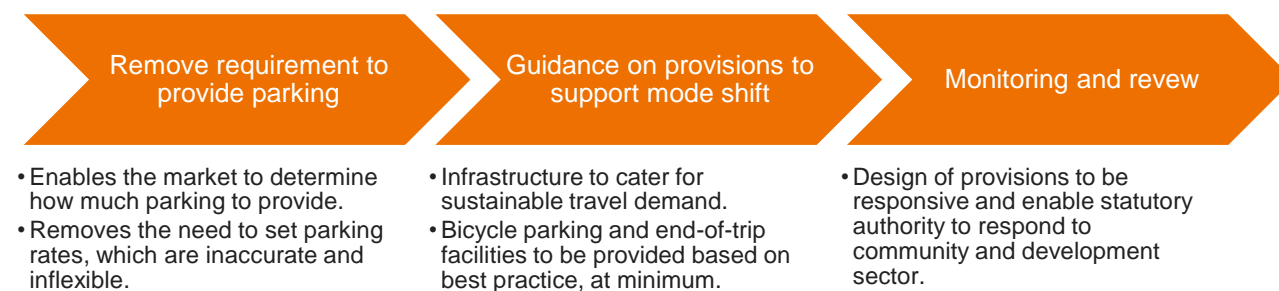 Remove requirement to
provide parking
• Enables the market to determine
how much parking to provide.
• Removes the need to set parking
rates, which are inaccurate and
inflexible.
Guidance on provisions to
support mode shift
• Infrastructure to cater for
sustainable travel demand.
• Bicycle parking and end-of-trip
facilities to be provided based on
best practice, at minimum.
Monitoring and revew
• Design of provisions to be
responsive and enable statutory
authority to respond to
community and development
sector.